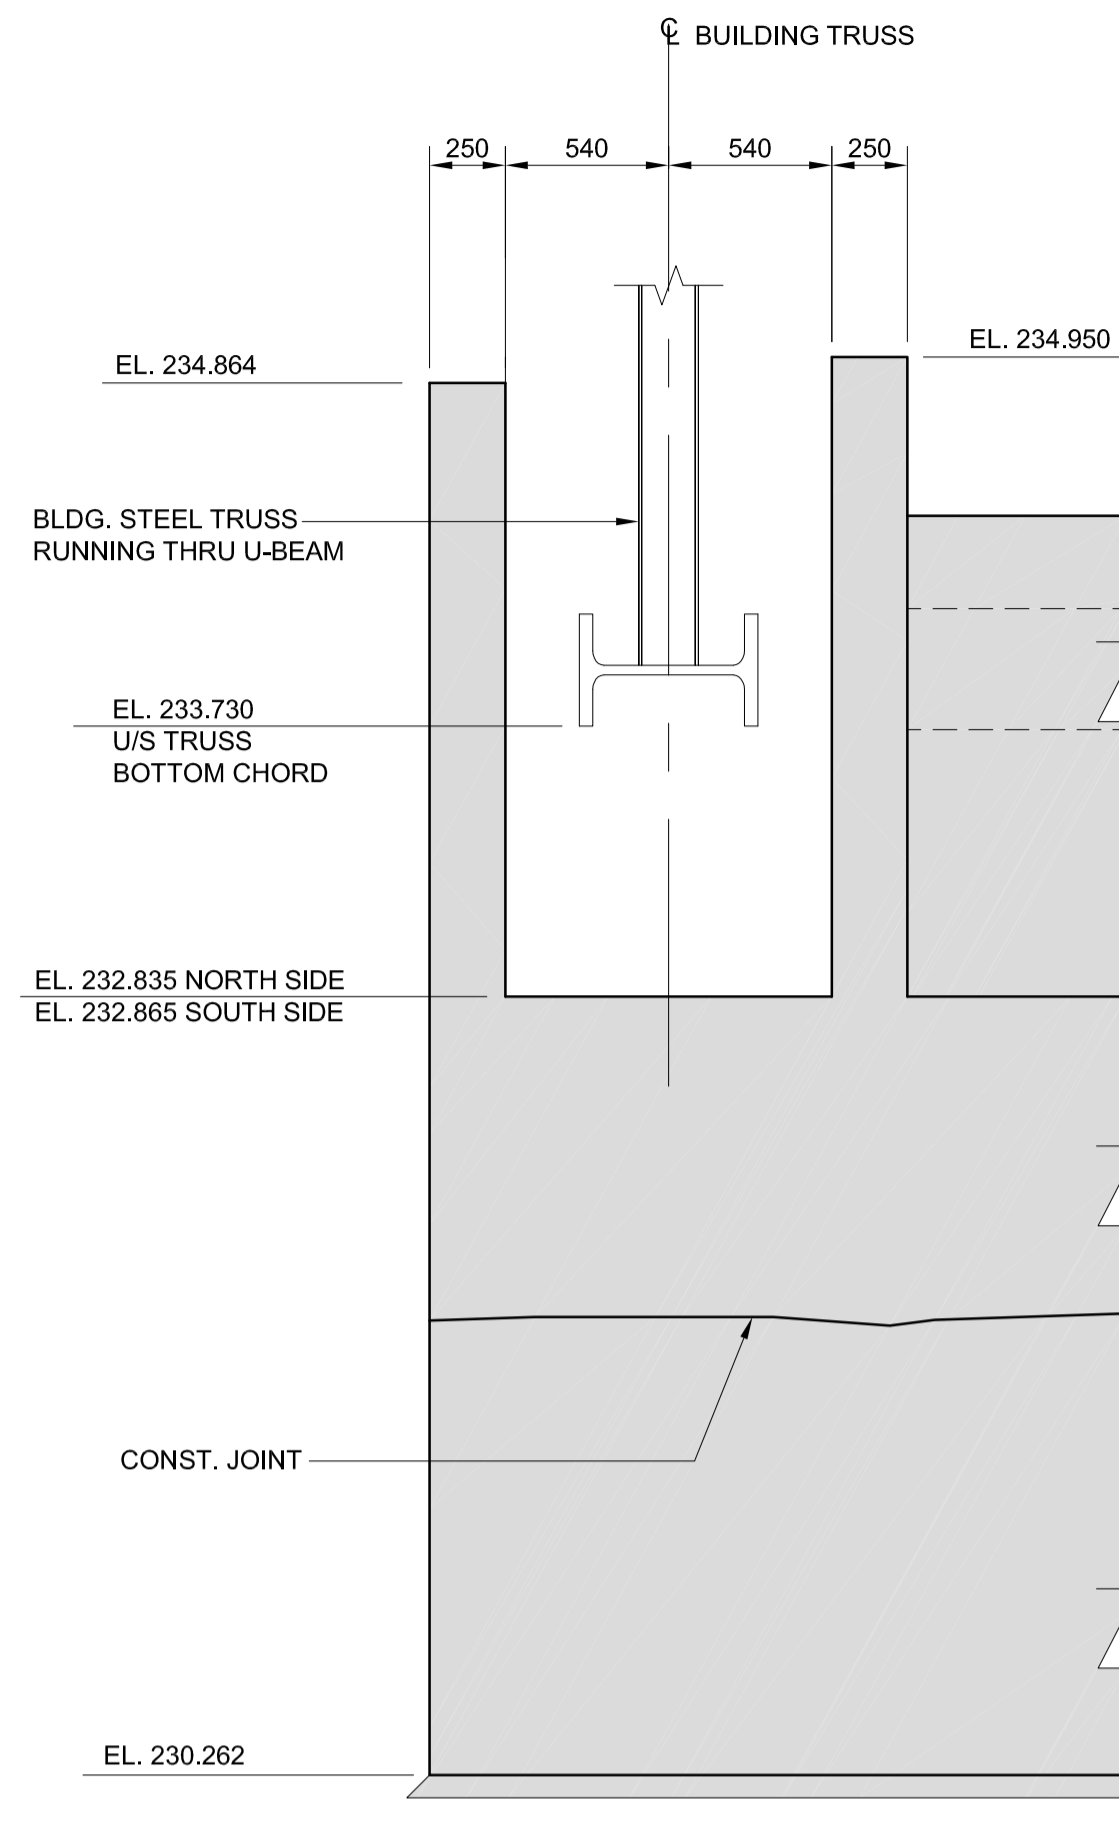 ℄ BUILDING TRUSS
250 540 540 250
EL. 234.950
EL. 234.864
BLDG. STEEL TRUSS
RUNNING THRU U-BEAM
EL. 233.730
U/S TRUSS
BOTTOM CHORD
EL. 232.835 NORTH SIDE
EL. 232.865 SOUTH SIDE
CONST. JOINT
EL. 230.262